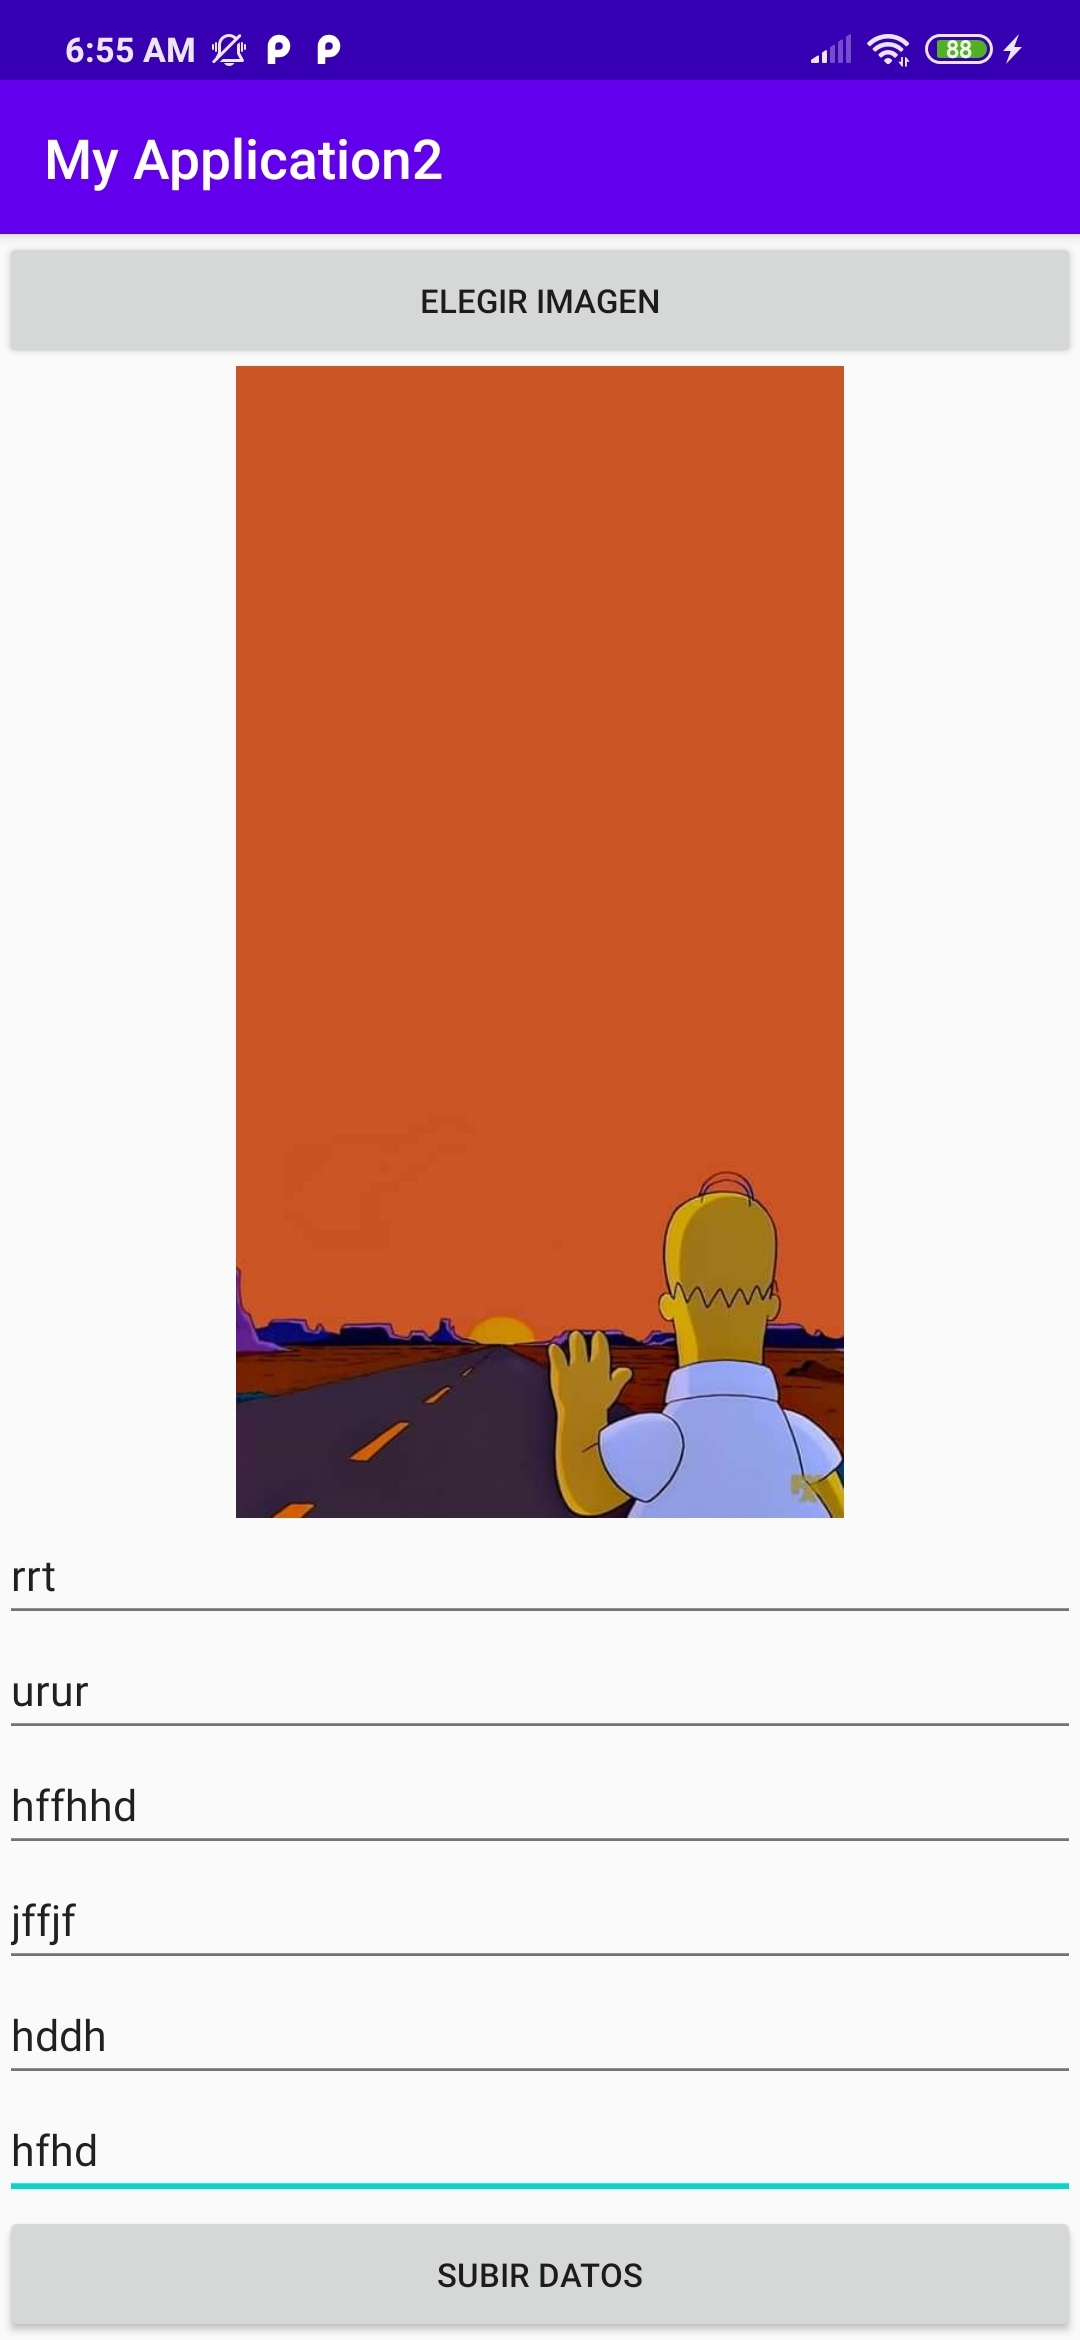 6:55 AM
88
My Application2
ELEGIR IMAGEN
rrt
urur
hffhhd
jffjf
hddh
hfhd
SUBIR DATOS